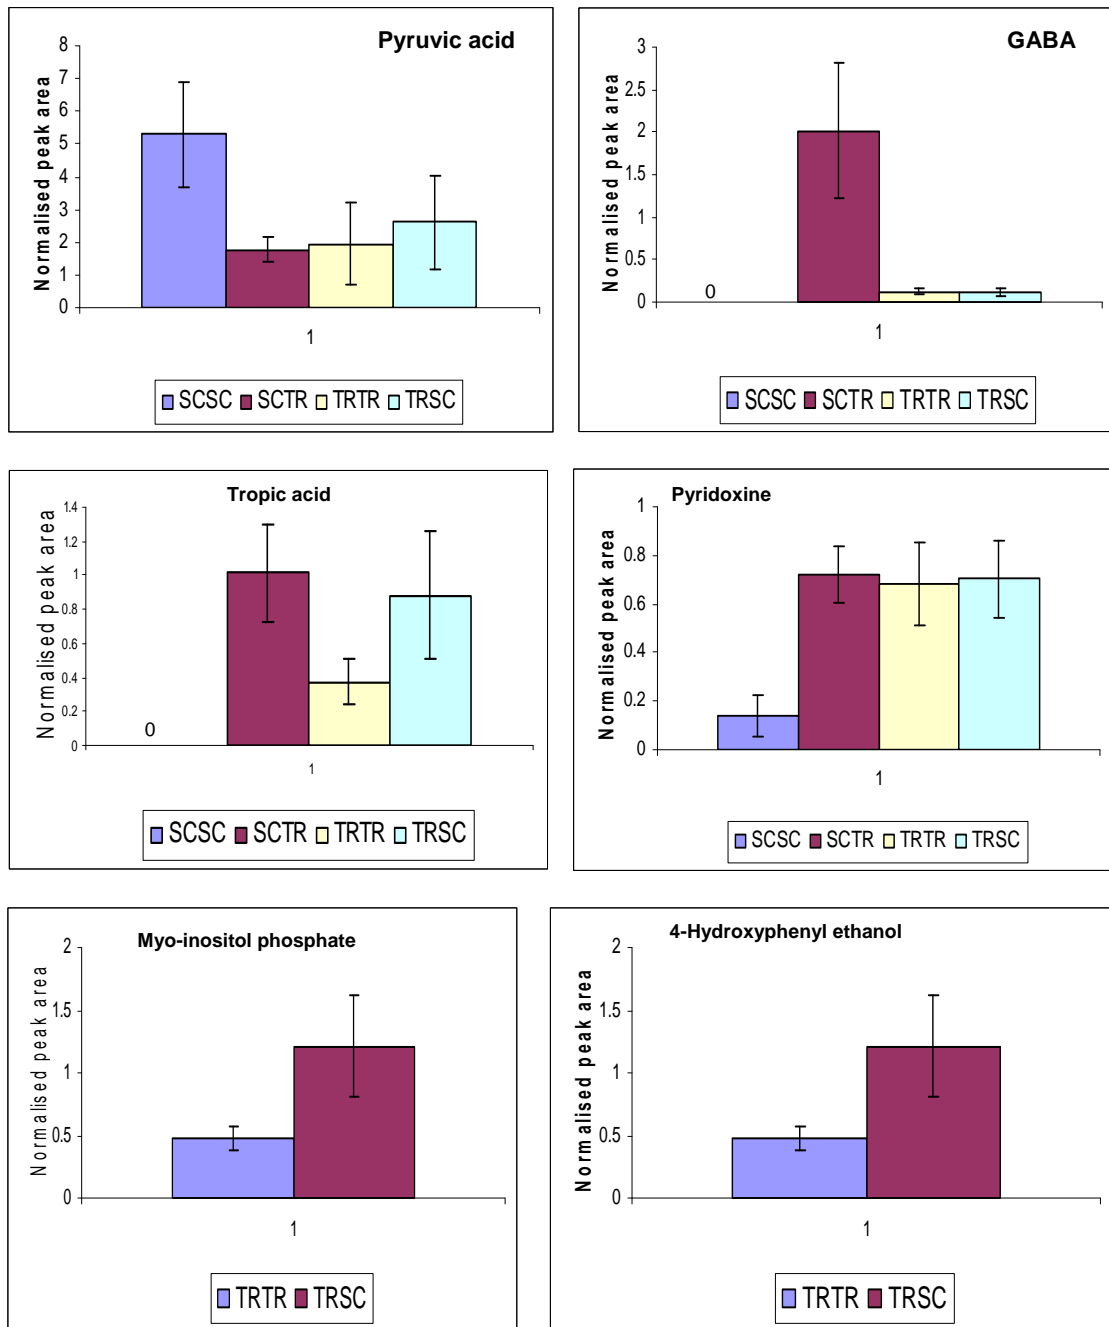 Pyruvic acid
Normalised peak area
8
7
6
5
4
3
2
1
0
1
SCSC SCTR TRTR TRSC
GABA
Normalised peak area
3
2.5
2
1.5
1
0.5
0
0
1
SCSC SCTR TRTR TRSC
Tropic acid
Normalised peak area
1.4
1.2
1
0.8
0.6
0.4
0.2
0
0
1
SCSC SCTR TRTR TRSC
Pyridoxine
Normalised peak area
1
0.8
0.6
0.4
0.2
0
1
SCSC SCTR TRTR TRSC
Myo-inositol phosphate
Normalised peak area
2
1.5
1
0.5
0
1
TRTR TRSC
4-Hydroxyphenyl ethanol
Normalised peak area
2
1.5
1
0.5
0
1
TRTR TRSC